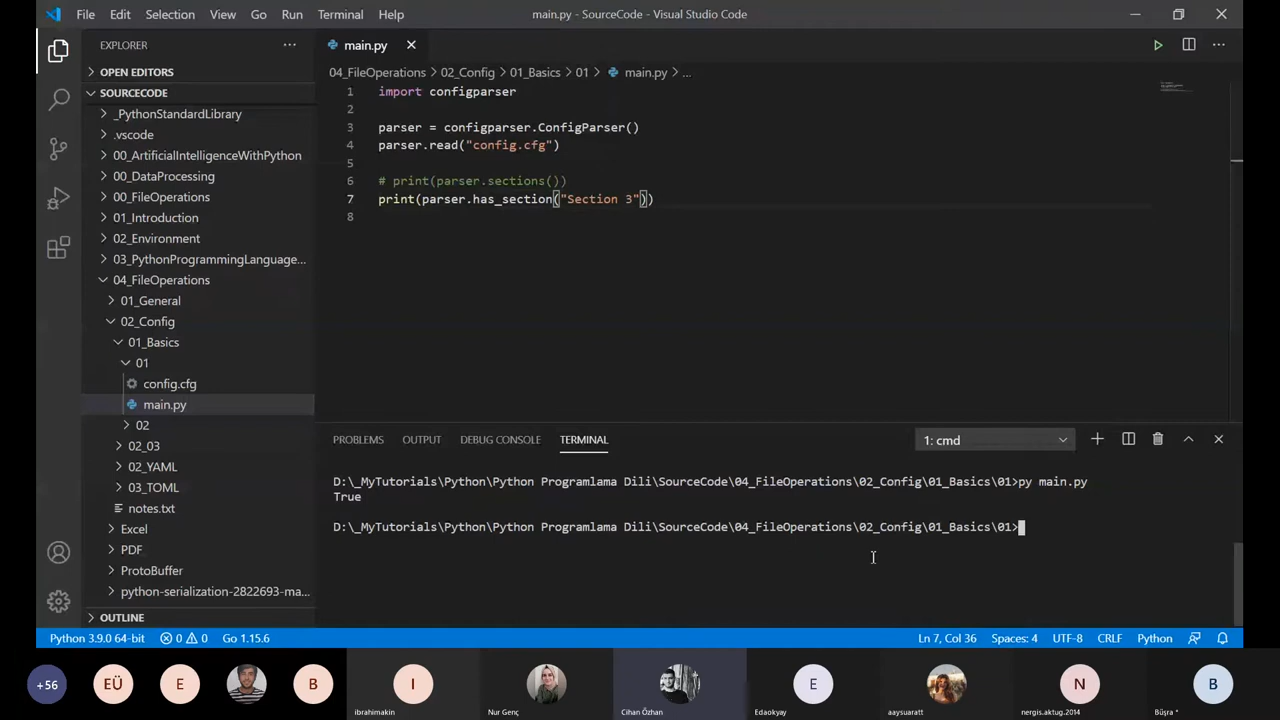 File Edit Selection View Go Run Terminal Help
main.py - SourceCode - Visual Studio Code
EXPLORER
OPEN EDITORS
SOURCECODE
_PythonStandardLibrary
.vscode
00_ArtificialIntelligenceWithPython
00_DataProcessing
00_FileOperations
01_Introduction
02_Environment
03_PythonProgrammingLanguage...
04_FileOperations
01_General
02_Config
01_Basics
01
config.cfg
main.py
02
02_03
02_YAML
03_TOML
notes.txt
Excel
PDF
ProtoBuffer
python-serialization-2822693-ma...
OUTLINE
main.py
04_FileOperations > 02_Config > 01_Basics > 01 > main.py > ...
1 import configparser
2
3 parser = configparser.ConfigParser()
4 parser.read("config.cfg")
5
6 # print(parser.sections())
7 print(parser.has_section("Section 3"))
8
PROBLEMS OUTPUT DEBUG CONSOLE TERMINAL
1: cmd
D:\_MyTutorials\Python\Python Programlama Dili\SourceCode\04_FileOperations\02_Config\01_Basics\01>py main.py
True
D:\_MyTutorials\Python\Python Programlama Dili\SourceCode\04_FileOperations\02_Config\01_Basics\01>
Python 3.9.0 64-bit 0 0 Go 1.15.6
Ln 7, Col 36 Spaces: 4 UTF-8 CRLF Python
+56 EÜ E B I E N B
ibrahimakin Nur Genç Cihan Özhan Edaokyay aaysuaratt nergis.aktug.2014 Büşra *